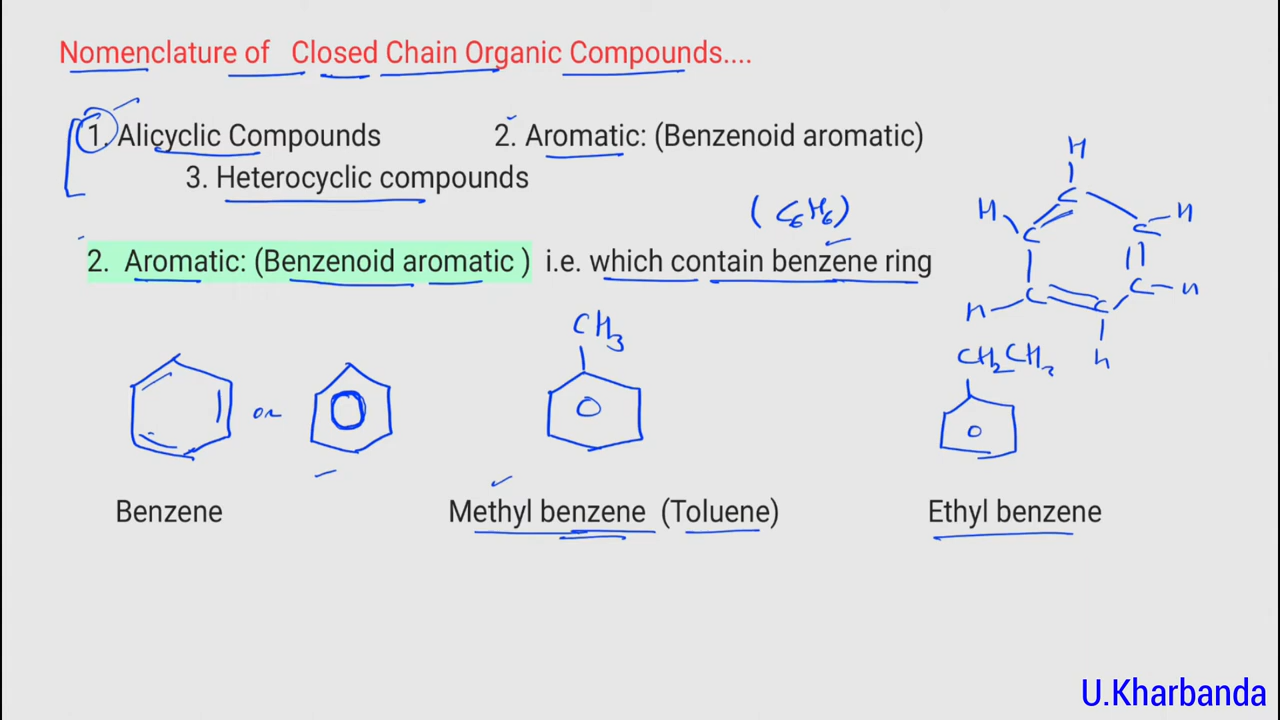 Nomenclature of Closed Chain Organic Compounds....
1. Alicyclic Compounds 2. Aromatic: (Benzenoid aromatic)
3. Heterocyclic compounds
(C6H6)
2. Aromatic: (Benzenoid aromatic ) i.e. which contain benzene ring
H
H C H
C C
C C H
H C
H
CH3
CH2CH3
or
Benzene Methyl benzene (Toluene) Ethyl benzene
U.Kharbanda